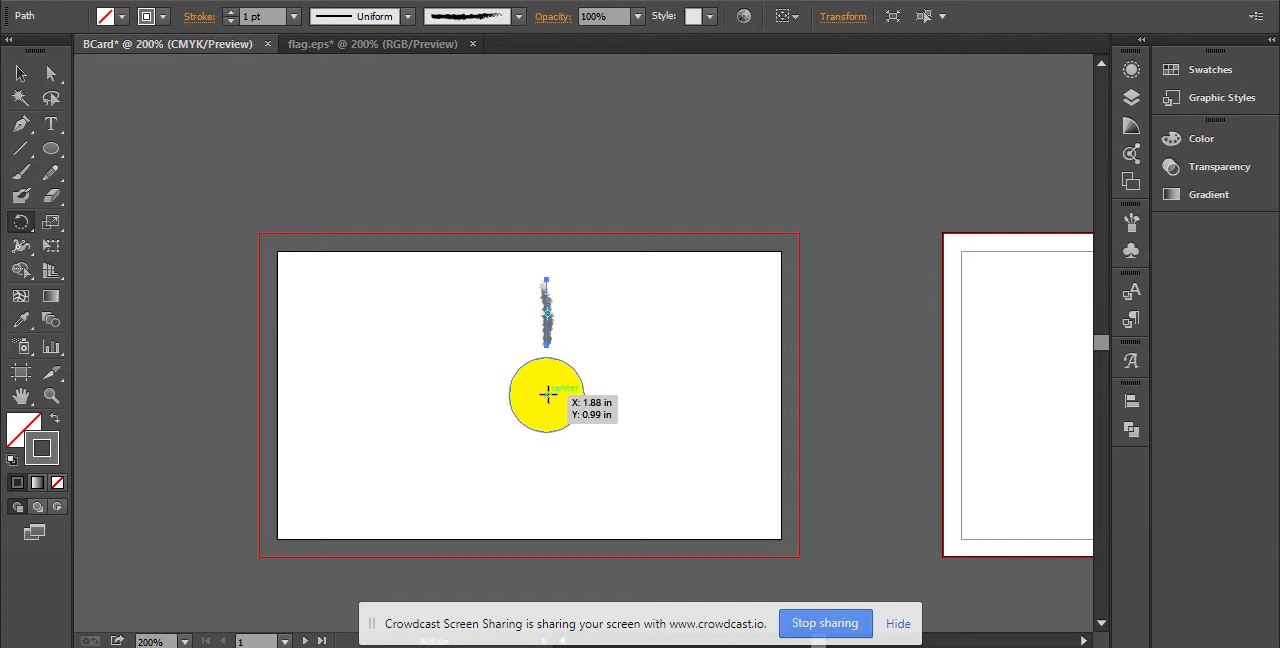 Path
Stroke:
1 pt
Uniform
Opacity:
100%
Style:
Transform
BCard* @ 200% (CMYK/Preview) ×
flag.eps* @ 200% (RGB/Preview) ×
Swatches
Graphic Styles
Color
Transparency
Gradient
center
X: 1.88 in
Y: 0.99 in
Crowdcast Screen Sharing is sharing your screen with www.crowdcast.io.
Stop sharing
Hide
200%
1
Rotate